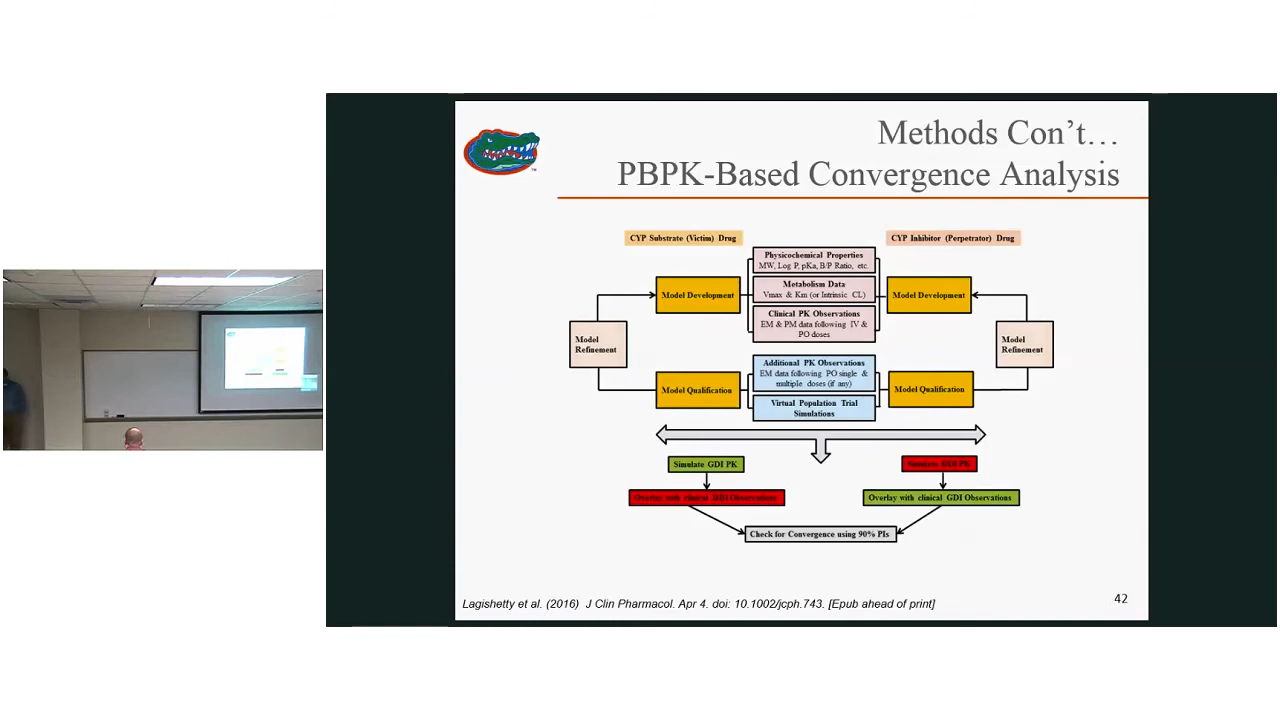 Methods Con't…
PBPK-Based Convergence Analysis
CYP Substrate (Victim) Drug
CYP Inhibitor (Perpetrator) Drug
Physicochemical Properties
MW, Log P, pKa, B/P Ratio, etc.
Metabolism Data
Vmax & Km (or Intrinsic CL)
Clinical PK Observations
EM & PM data following IV &
PO doses
Model Development
Model Development
Model
Refinement
Model
Refinement
Additional PK Observations
EM data following PO single &
multiple doses (if any)
Model Qualification
Model Qualification
Virtual Population Trial
Simulations
Simulate GDI PK
Simulate DDI PK
Overlay with clinical DDI Observations
Overlay with clinical GDI Observations
Check for Convergence using 90% PIs
Lagishetty et al. (2016) J Clin Pharmacol. Apr 4. doi: 10.1002/jcph.743. [Epub ahead of print]
42
TM